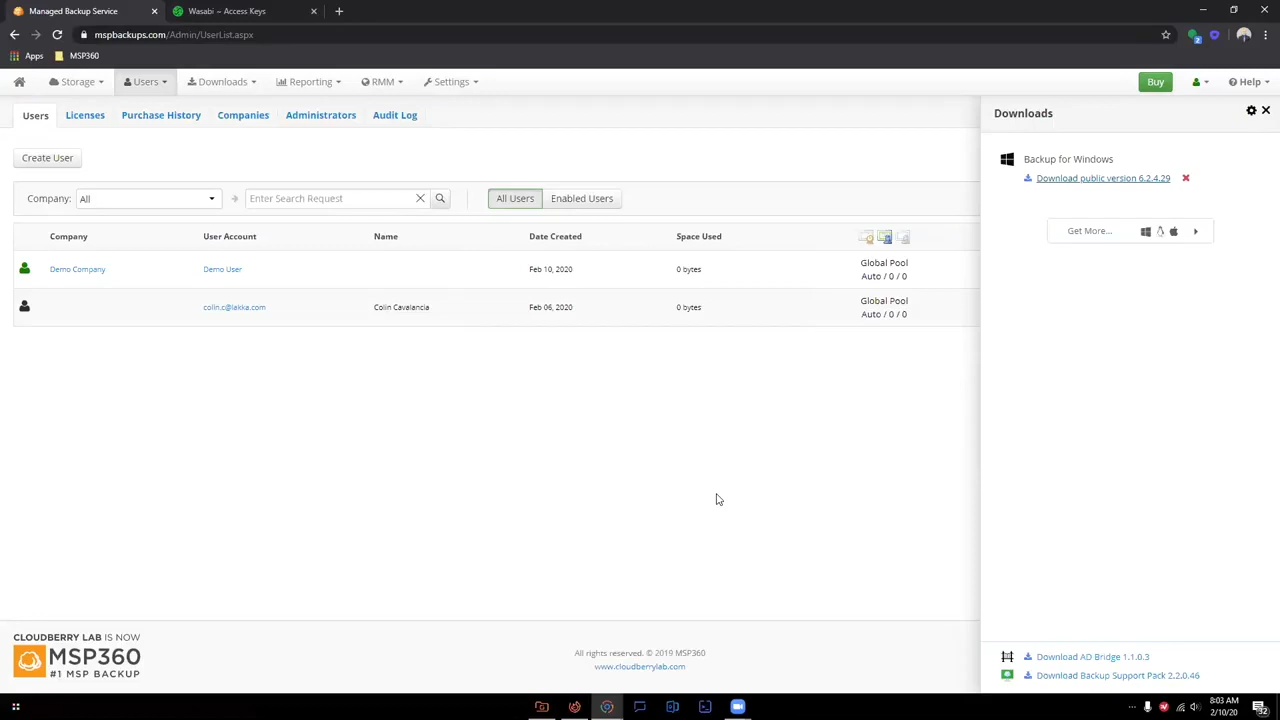 Managed Backup Service
Wasabi – Access Keys
mspbackups.com/Admin/UserList.aspx
Apps
MSP360
Storage
Users
Downloads
Reporting
RMM
Settings
Buy
Help
Users
Licenses
Purchase History
Companies
Administrators
Audit Log
Downloads
Create User
Backup for Windows
Download public version 6.2.4.29
Company:
All
Enter Search Request
All Users
Enabled Users
Get More...
Company
User Account
Name
Date Created
Space Used
Demo Company
Demo User
Feb 10, 2020
0 bytes
Global Pool
Auto / 0 / 0
colin.c@lakka.com
Colin Cavalancia
Feb 06, 2020
0 bytes
Global Pool
Auto / 0 / 0
CLOUDBERRY LAB IS NOW
MSP360
#1 MSP BACKUP
All rights reserved. © 2019 MSP360
www.cloudberrylab.com
Download AD Bridge 1.1.0.3
Download Backup Support Pack 2.2.0.46
8:03 AM
2/10/20